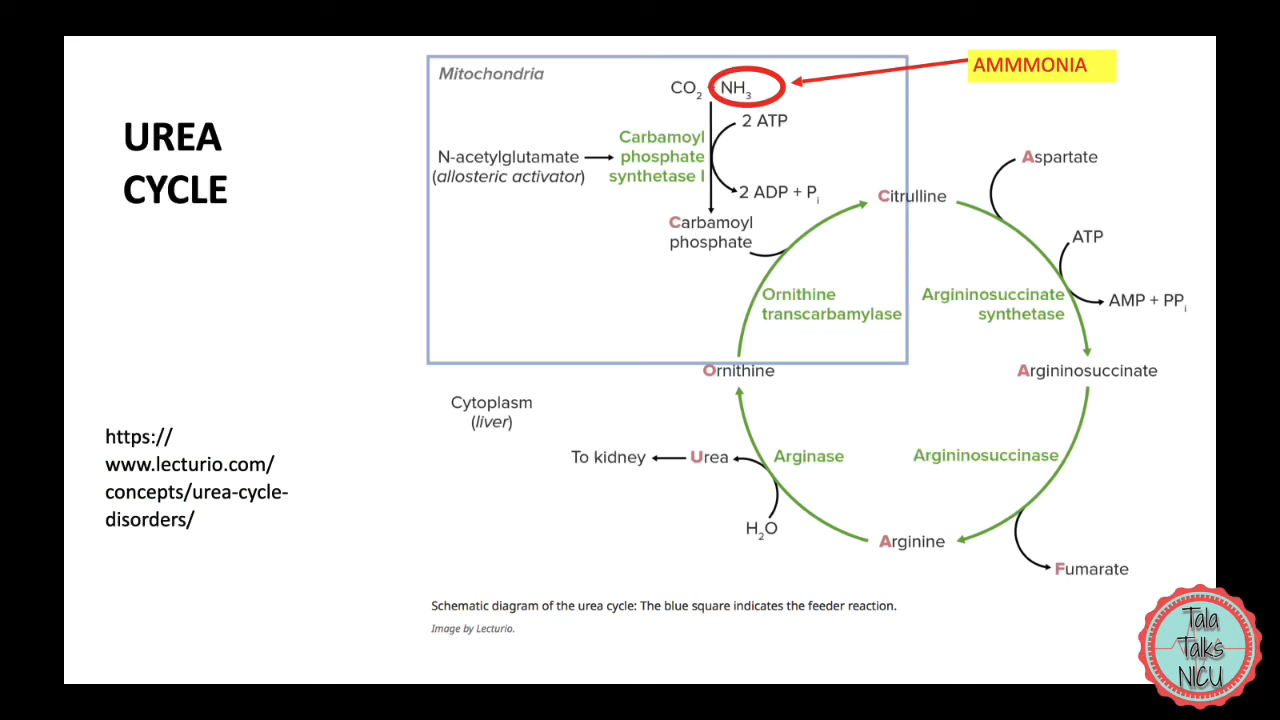 UREA
CYCLE
https://
www.lecturio.com/
concepts/urea-cycle-
disorders/
Mitochondria
CO₂ NH₃
AMMMONIA
2 ATP
Carbamoyl
phosphate
synthetase I
N-acetylglutamate
(allosteric activator)
2 ADP + Pᵢ
Carbamoyl
phosphate
Aspartate
Citrulline
ATP
Ornithine
transcarbamylase
Argininosuccinate
synthetase
AMP + PPᵢ
Ornithine
Argininosuccinate
Cytoplasm
(liver)
To kidney
Urea
Arginase
Argininosuccinase
H₂O
Arginine
Fumarate
Schematic diagram of the urea cycle: The blue square indicates the feeder reaction.
Image by Lecturio.
Tala
Talks
NICU